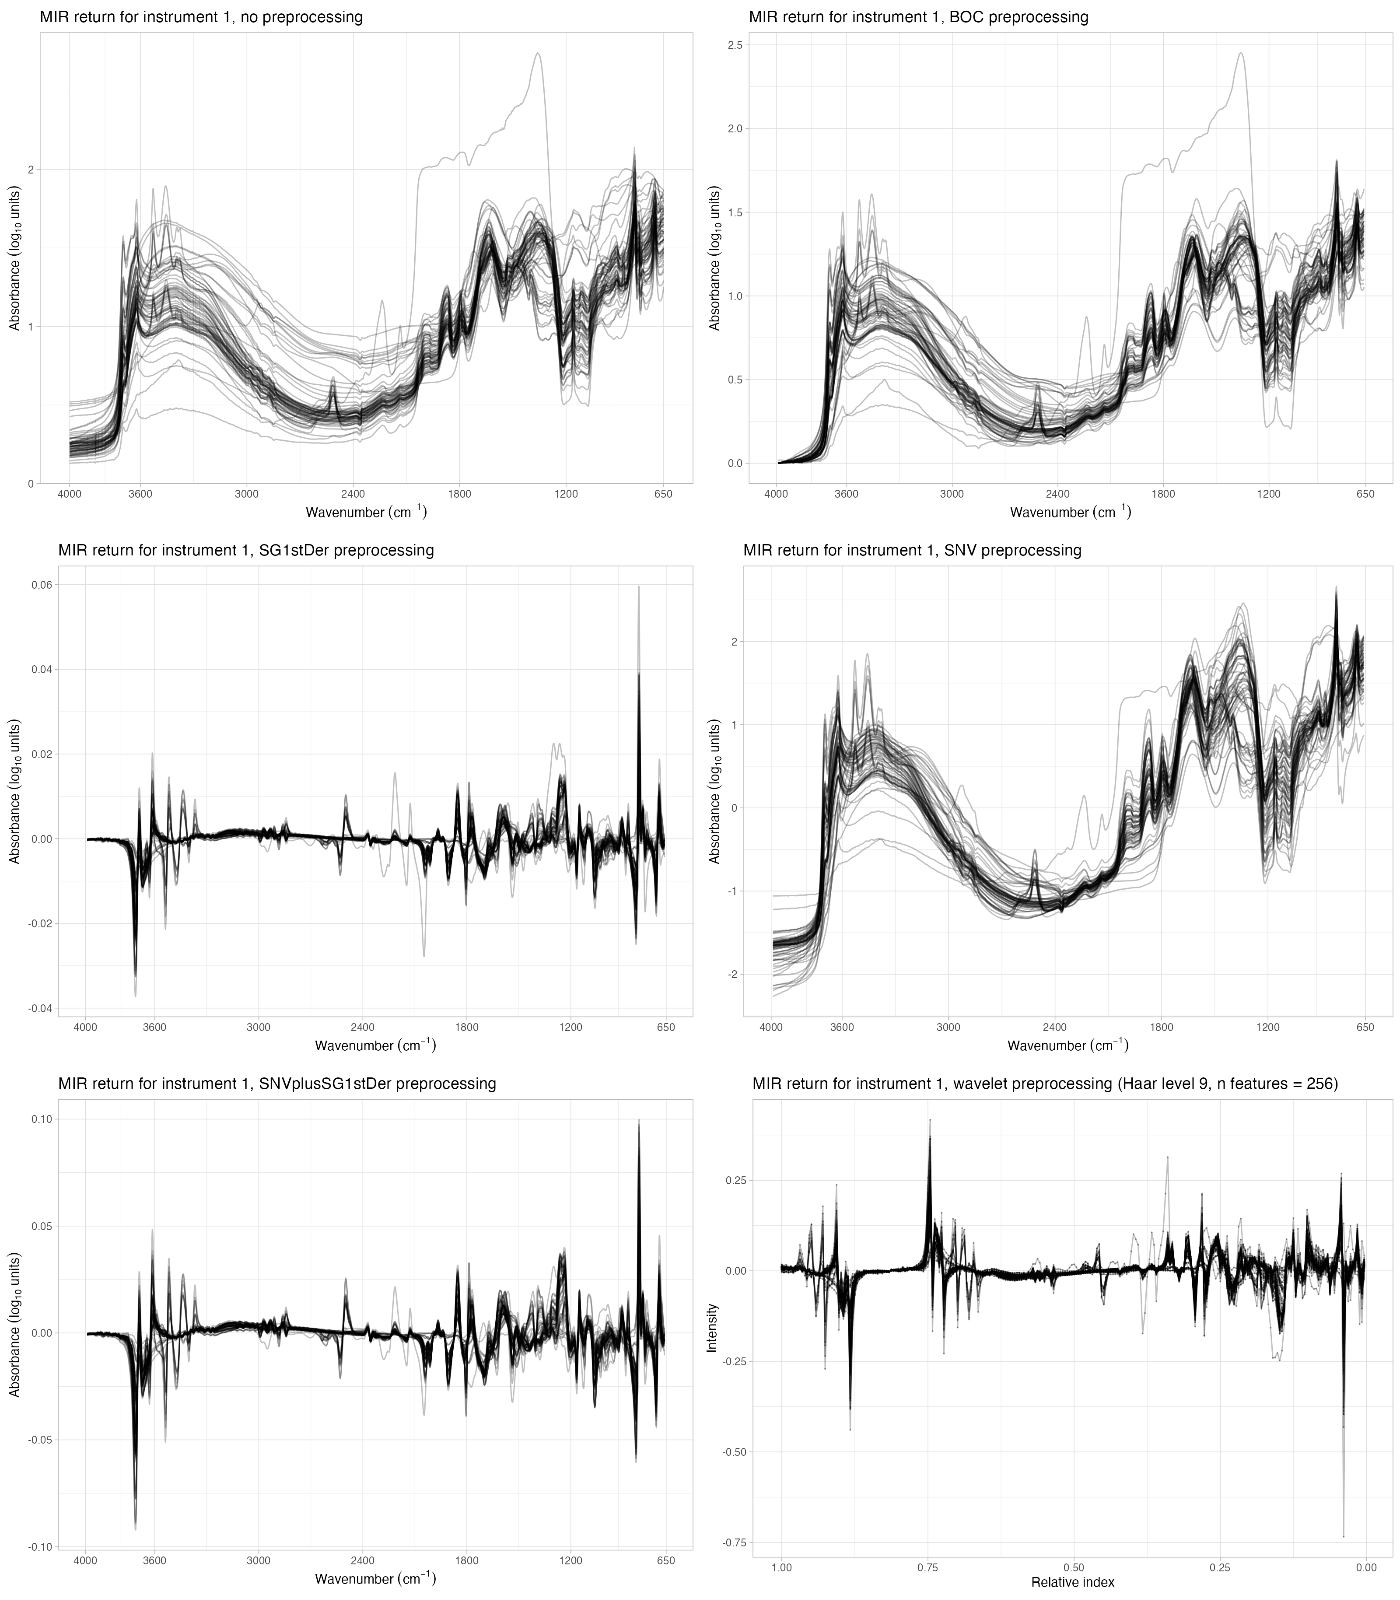 MIR return for instrument 1, no preprocessing
Absorbance (log₁₀ units)
2
1
0
4000 3600 3000 2400 1800 1200 650
Wavenumber (cm ¹)
MIR return for instrument 1, BOC preprocessing
Absorbance (log₁₀ units)
2.5
2.0
1.5
1.0
0.5
0.0
4000 3600 3000 2400 1800 1200 650
Wavenumber (cm ¹)
MIR return for instrument 1, SG1stDer preprocessing
Absorbance (log₁₀ units)
0.06
0.04
0.02
0.00
-0.02
-0.04
4000 3600 3000 2400 1800 1200 650
Wavenumber (cm⁻¹)
MIR return for instrument 1, SNV preprocessing
Absorbance (log₁₀ units)
2
1
0
-1
-2
4000 3600 3000 2400 1800 1200 650
Wavenumber (cm⁻¹)
MIR return for instrument 1, SNVplusSG1stDer preprocessing
Absorbance (log₁₀ units)
0.10
0.05
0.00
-0.05
-0.10
4000 3600 3000 2400 1800 1200 650
Wavenumber (cm⁻¹)
MIR return for instrument 1, wavelet preprocessing (Haar level 9, n features = 256)
Intensity
0.25
0.00
-0.25
-0.50
-0.75
1.00 0.75 0.50 0.25 0.00
Relative index